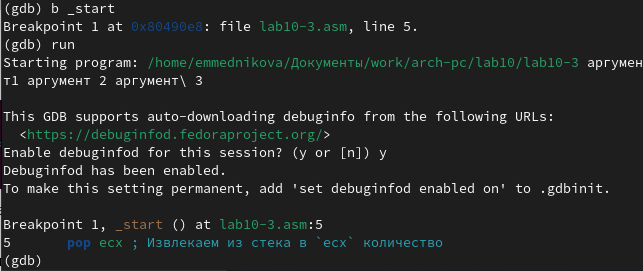 (gdb) b _start
Breakpoint 1 at 0x80490e8: file lab10-3.asm, line 5.
(gdb) run
Starting program: /home/emmednikova/Документы/work/arch-pc/lab10/lab10-3 аргумен
т1 аргумент 2 аргумент\ 3
This GDB supports auto-downloading debuginfo from the following URLs:
<https://debuginfod.fedoraproject.org/>
Enable debuginfod for this session? (y or [n]) y
Debuginfod has been enabled.
To make this setting permanent, add 'set debuginfod enabled on' to .gdbinit.
Breakpoint 1, _start () at lab10-3.asm:5
5 pop ecx ; Извлекаем из стека в `ecx` количество
(gdb)